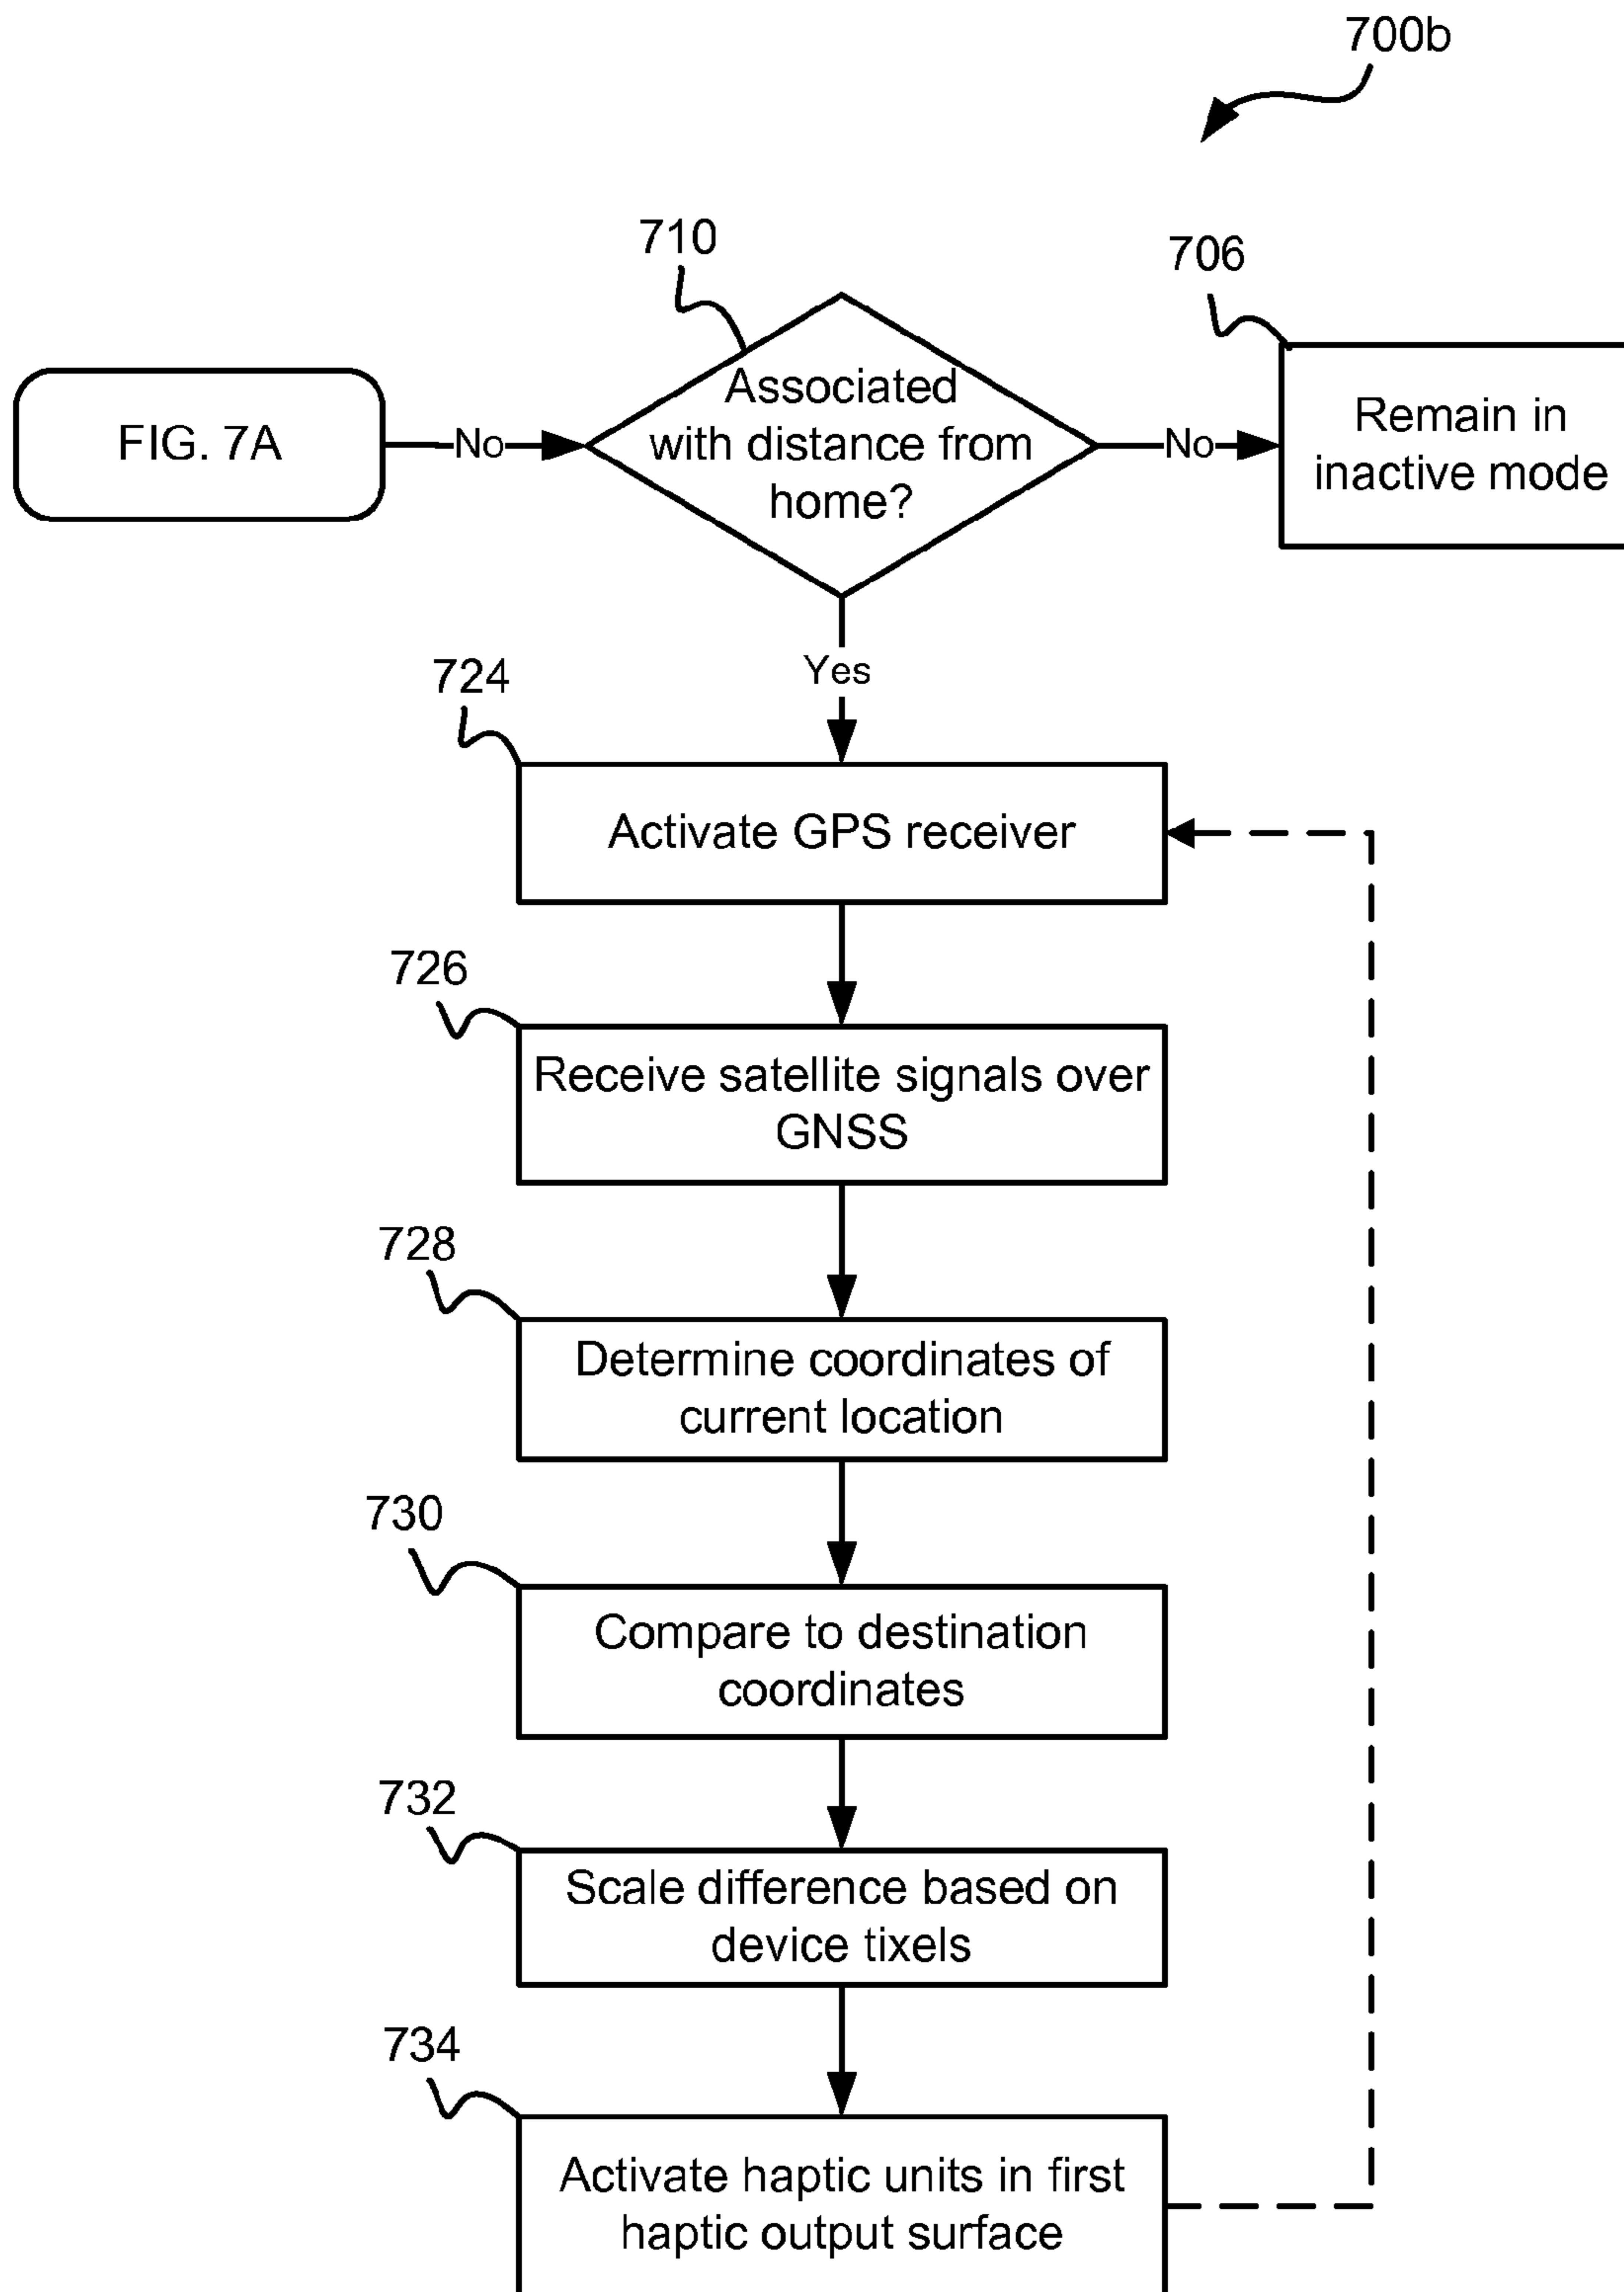 700b
710
706
FIG. 7A
No
Associated
with distance from
home?
No
Remain in
inactive mode
Yes
724
Activate GPS receiver
726
Receive satellite signals over
GNSS
728
Determine coordinates of
current location
730
Compare to destination
coordinates
732
Scale difference based on
device tixels
734
Activate haptic units in first
haptic output surface